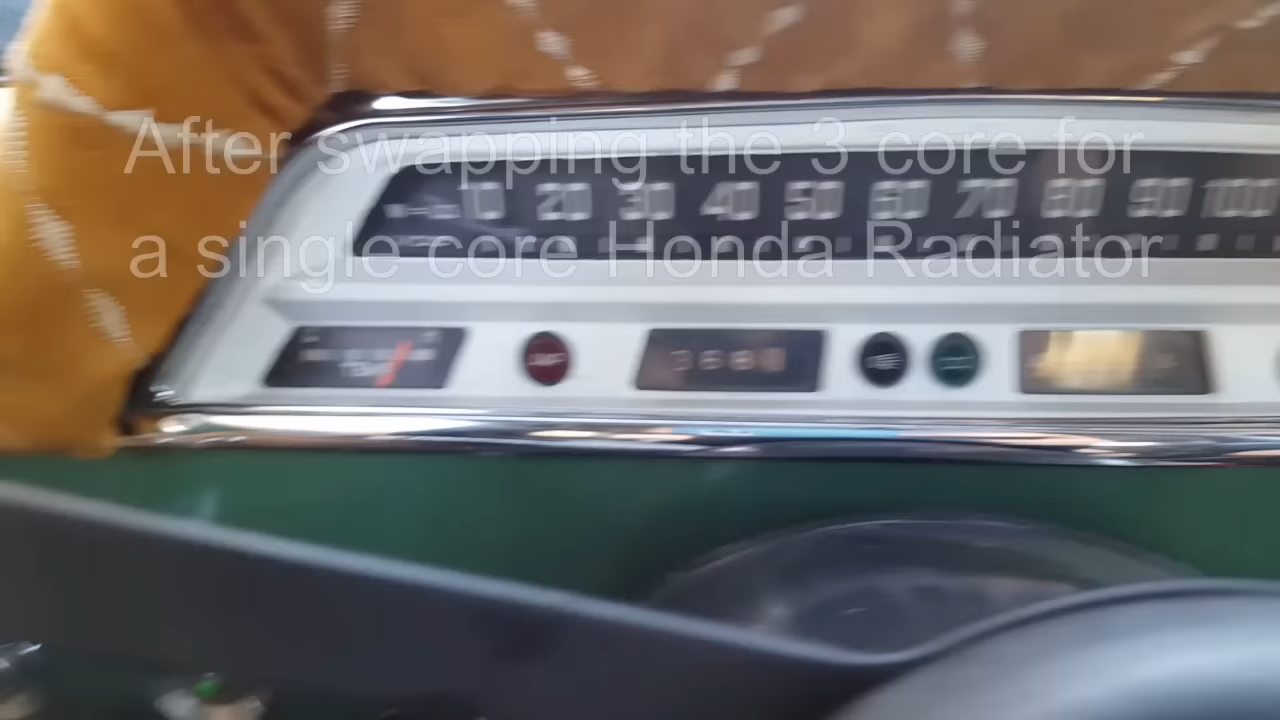 After swapping the 3 core for
10 20 30 40 50 60 70 80 90 100
a single core Honda Radiator
TEMP